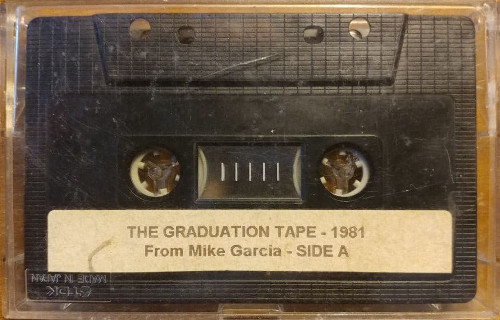 THE GRADUATION TAPE - 1981
From Mike Garcia - SIDE A
TDK
MADE IN JAPAN